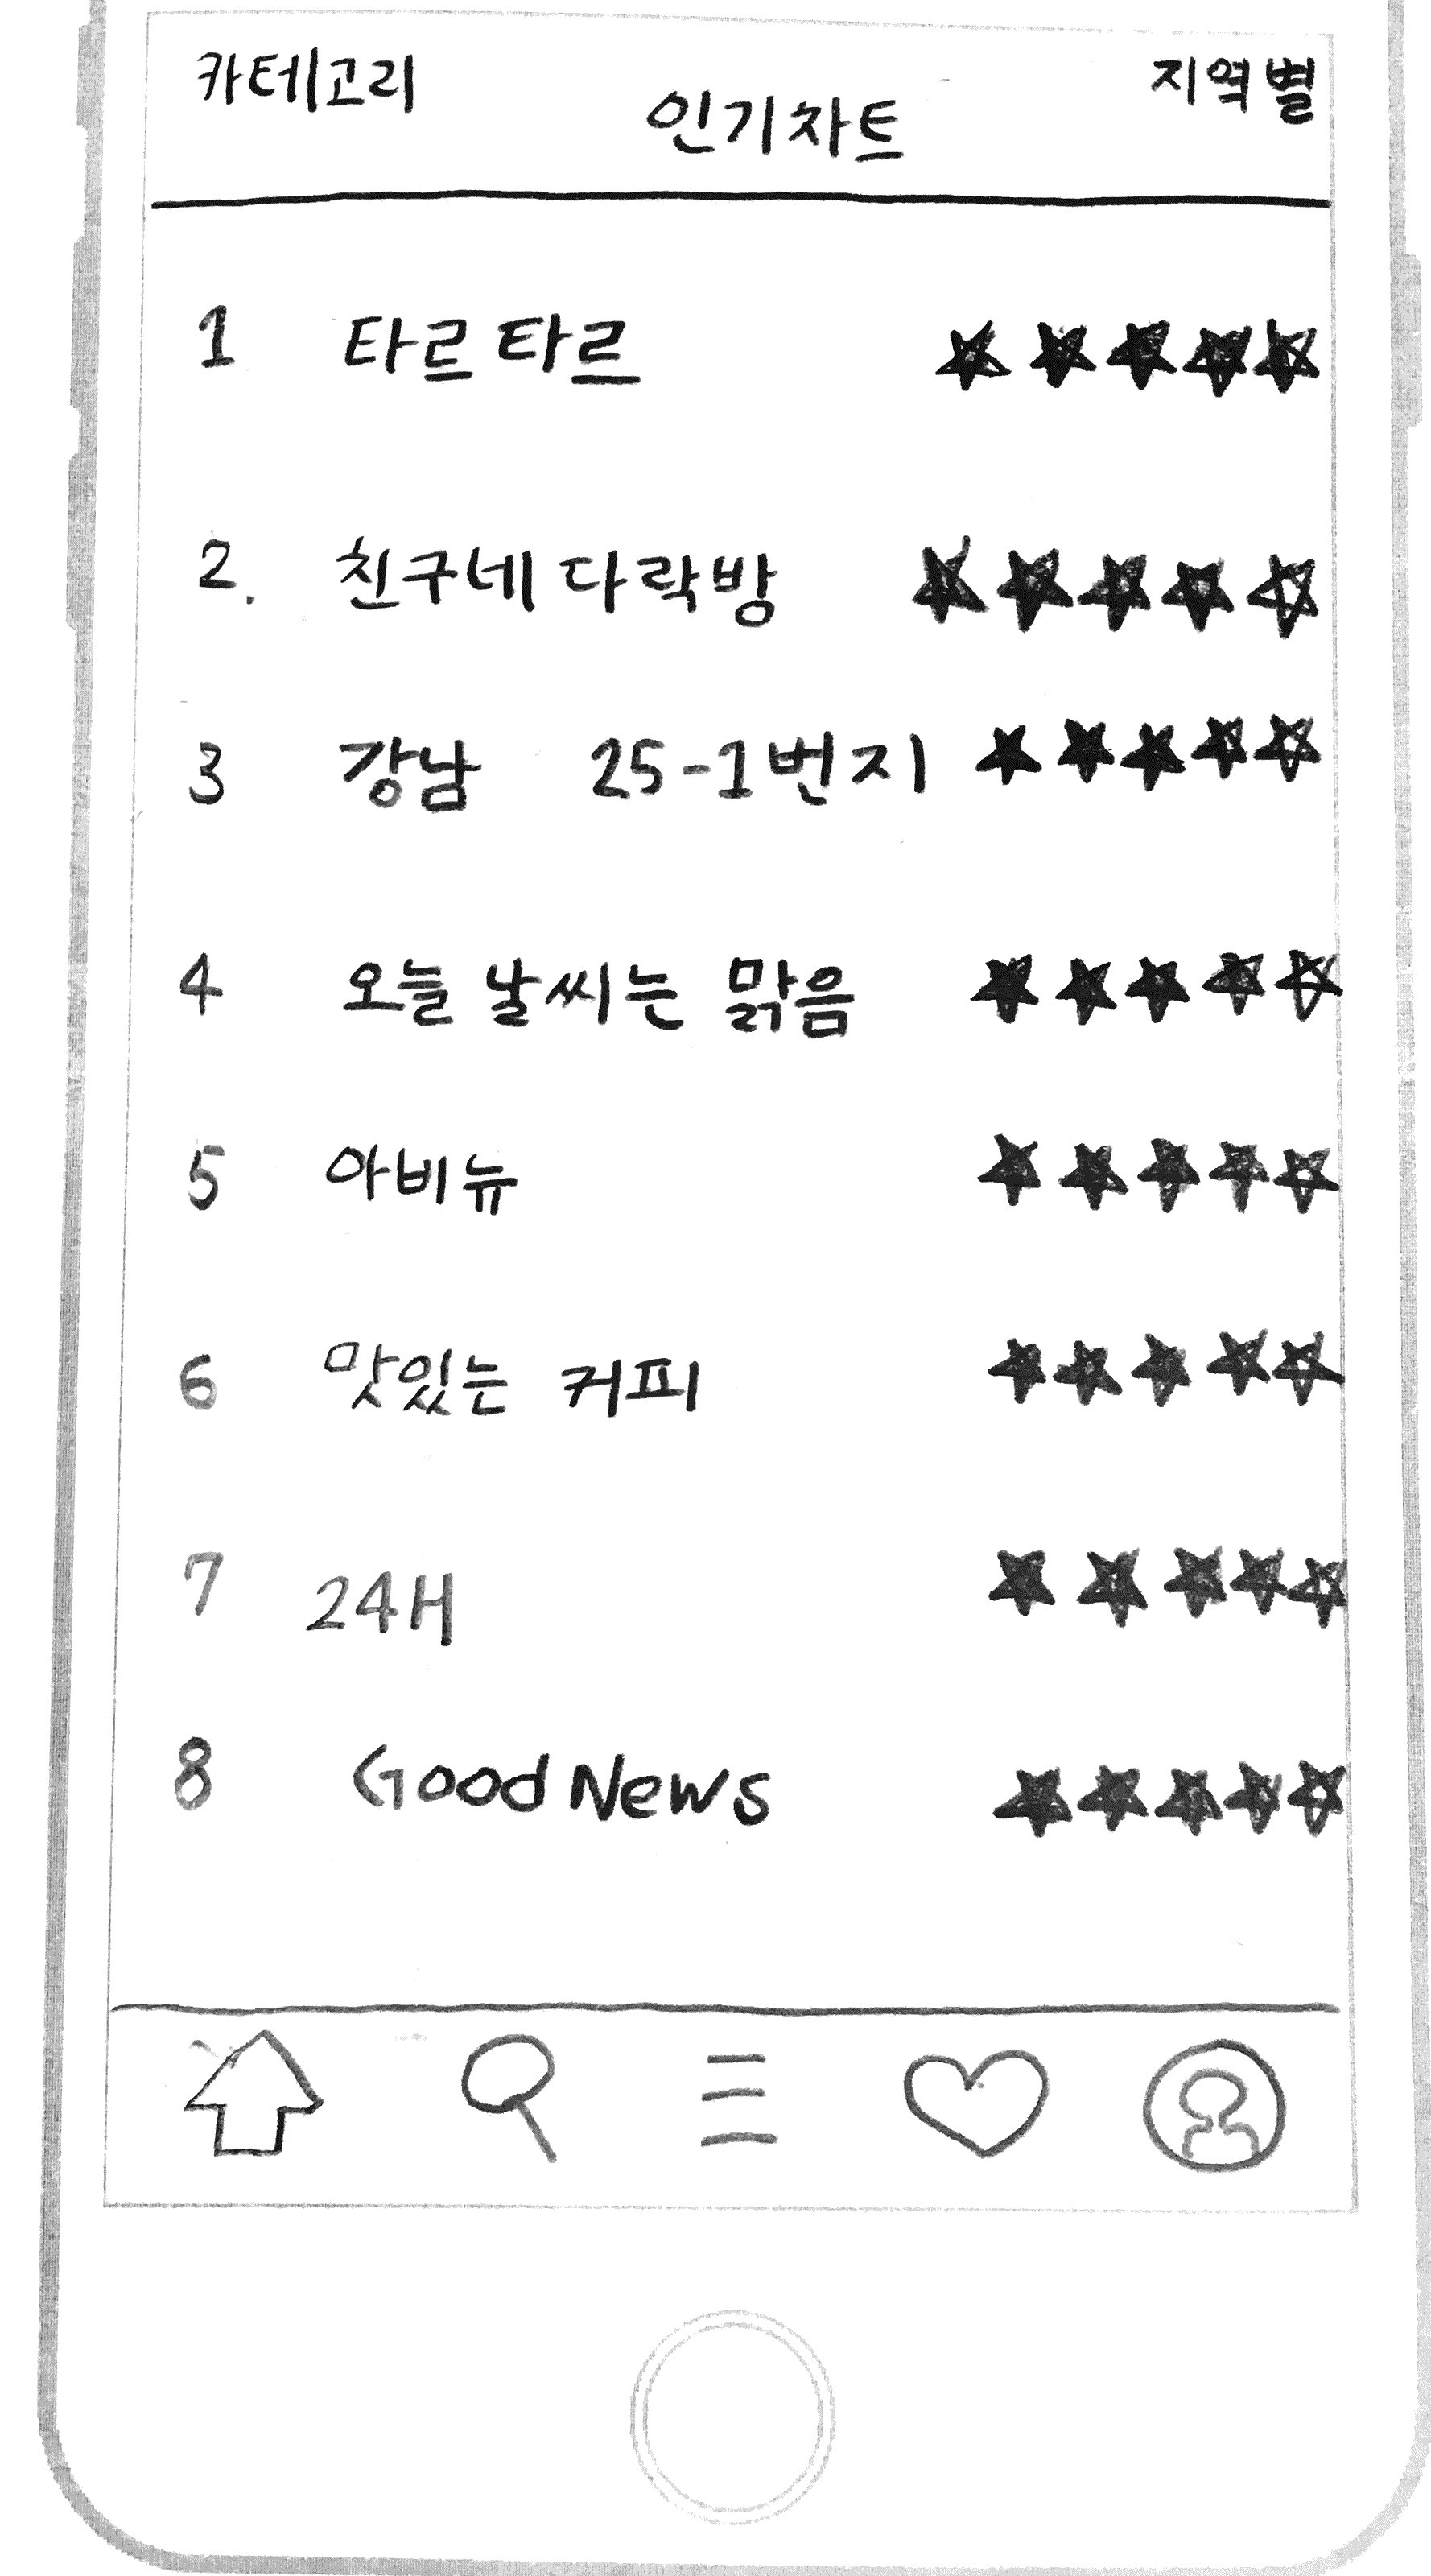 카테고리 인기차트 지역별
1 타르타르
2. 친구네 다락방
3 강남 25-1번지
4 오늘 날씨는 맑음
5 아비뉴
6 맛있는 커피
7 24H
8 Good News